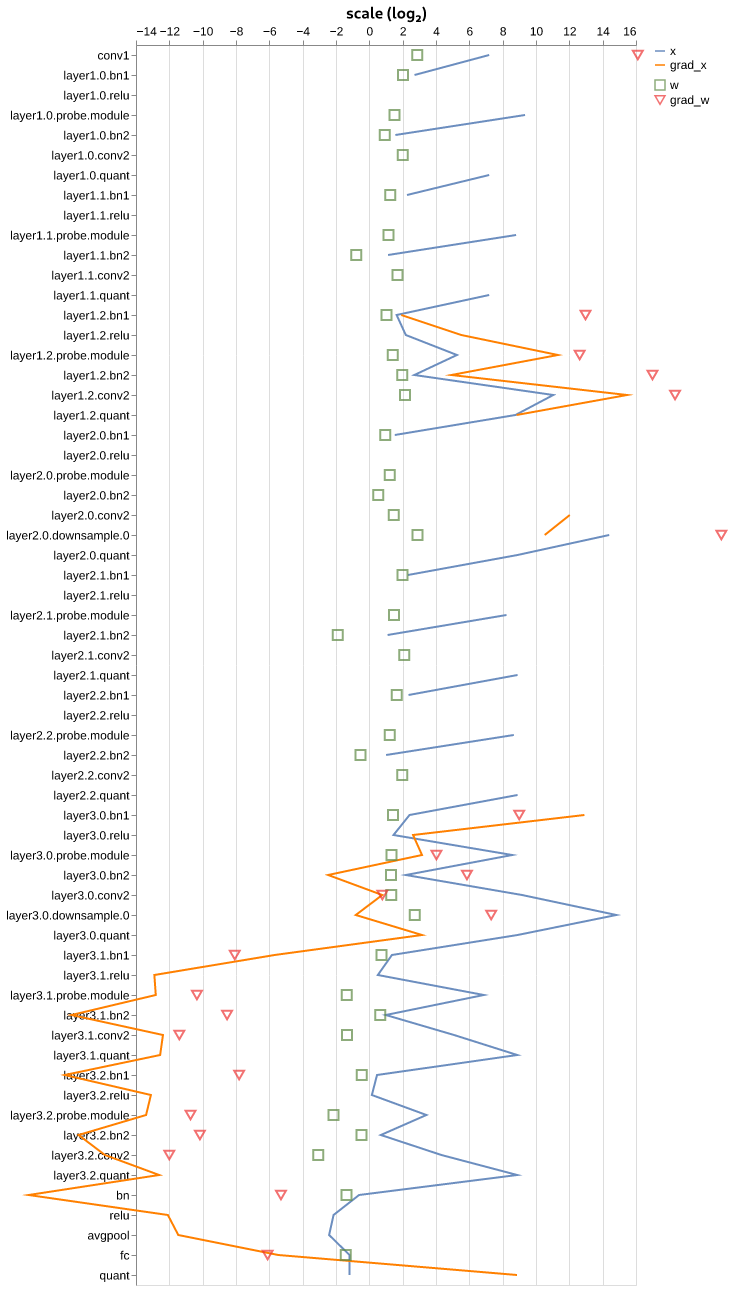 scale (log₂)
−14 −12 −10 −8 −6 −4 −2 0 2 4 6 8 10 12 14 16
x
grad_x
w
grad_w
conv1
layer1.0.bn1
layer1.0.relu
layer1.0.probe.module
layer1.0.bn2
layer1.0.conv2
layer1.0.quant
layer1.1.bn1
layer1.1.relu
layer1.1.probe.module
layer1.1.bn2
layer1.1.conv2
layer1.1.quant
layer1.2.bn1
layer1.2.relu
layer1.2.probe.module
layer1.2.bn2
layer1.2.conv2
layer1.2.quant
layer2.0.bn1
layer2.0.relu
layer2.0.probe.module
layer2.0.bn2
layer2.0.conv2
layer2.0.downsample.0
layer2.0.quant
layer2.1.bn1
layer2.1.relu
layer2.1.probe.module
layer2.1.bn2
layer2.1.conv2
layer2.1.quant
layer2.2.bn1
layer2.2.relu
layer2.2.probe.module
layer2.2.bn2
layer2.2.conv2
layer2.2.quant
layer3.0.bn1
layer3.0.relu
layer3.0.probe.module
layer3.0.bn2
layer3.0.conv2
layer3.0.downsample.0
layer3.0.quant
layer3.1.bn1
layer3.1.relu
layer3.1.probe.module
layer3.1.bn2
layer3.1.conv2
layer3.1.quant
layer3.2.bn1
layer3.2.relu
layer3.2.probe.module
layer3.2.bn2
layer3.2.conv2
layer3.2.quant
bn
relu
avgpool
fc
quant